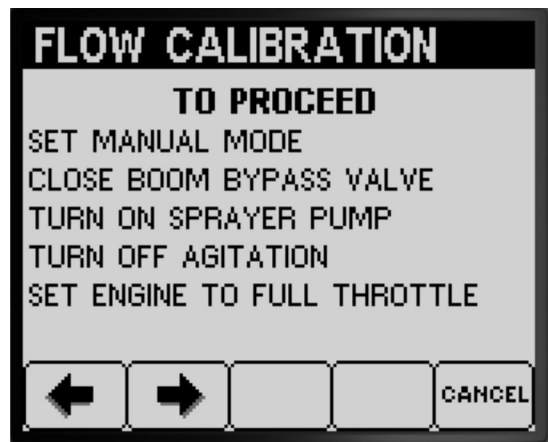 FLOW CALIBRATION
TO PROCEED
SET MANUAL MODE
CLOSE BOOM BYPASS VALVE
TURN ON SPRAYER PUMP
TURN OFF AGITATION
SET ENGINE TO FULL THROTTLE
CANCEL